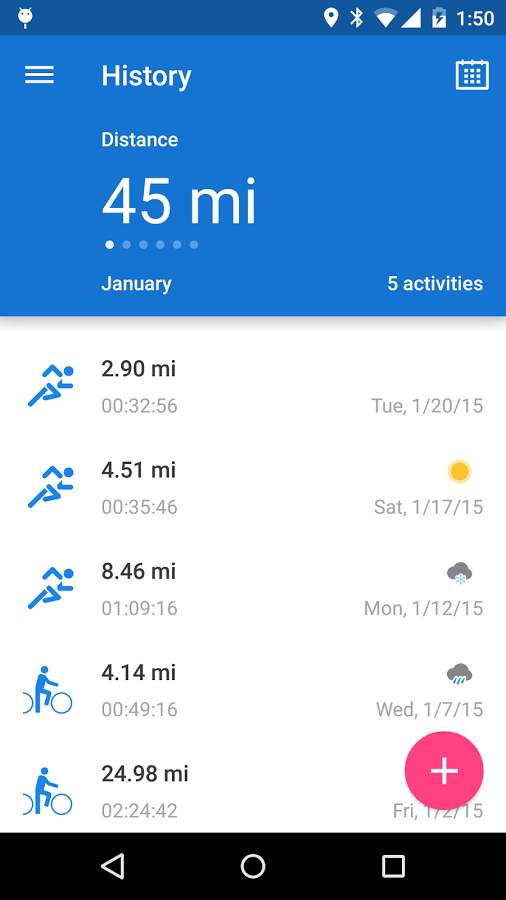 1:50
History
Distance
45 mi
January 5 activities
2.90 mi
00:32:56 Tue, 1/20/15
4.51 mi
00:35:46 Sat, 1/17/15
8.46 mi
01:09:16 Mon, 1/12/15
4.14 mi
00:49:16 Wed, 1/7/15
24.98 mi
02:24:42 Fri, 1/2/15